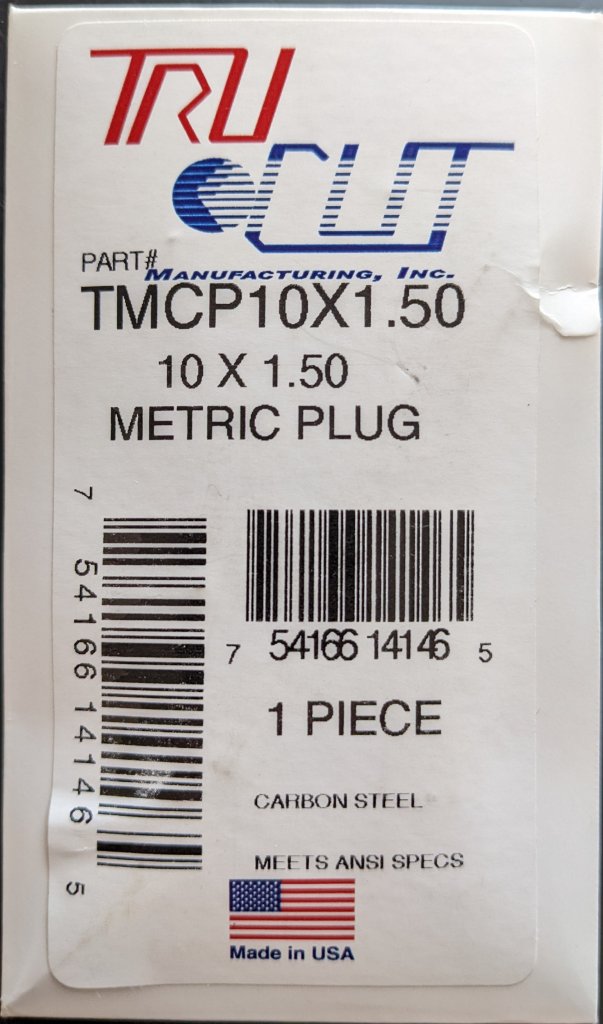 TRU
CUT
MANUFACTURING, INC.
PART#
TMCP10X1.50
10 X 1.50
METRIC PLUG
7 54166 14146 5
7 54166 14146 5
1 PIECE
CARBON STEEL
MEETS ANSI SPECS
Made in USA